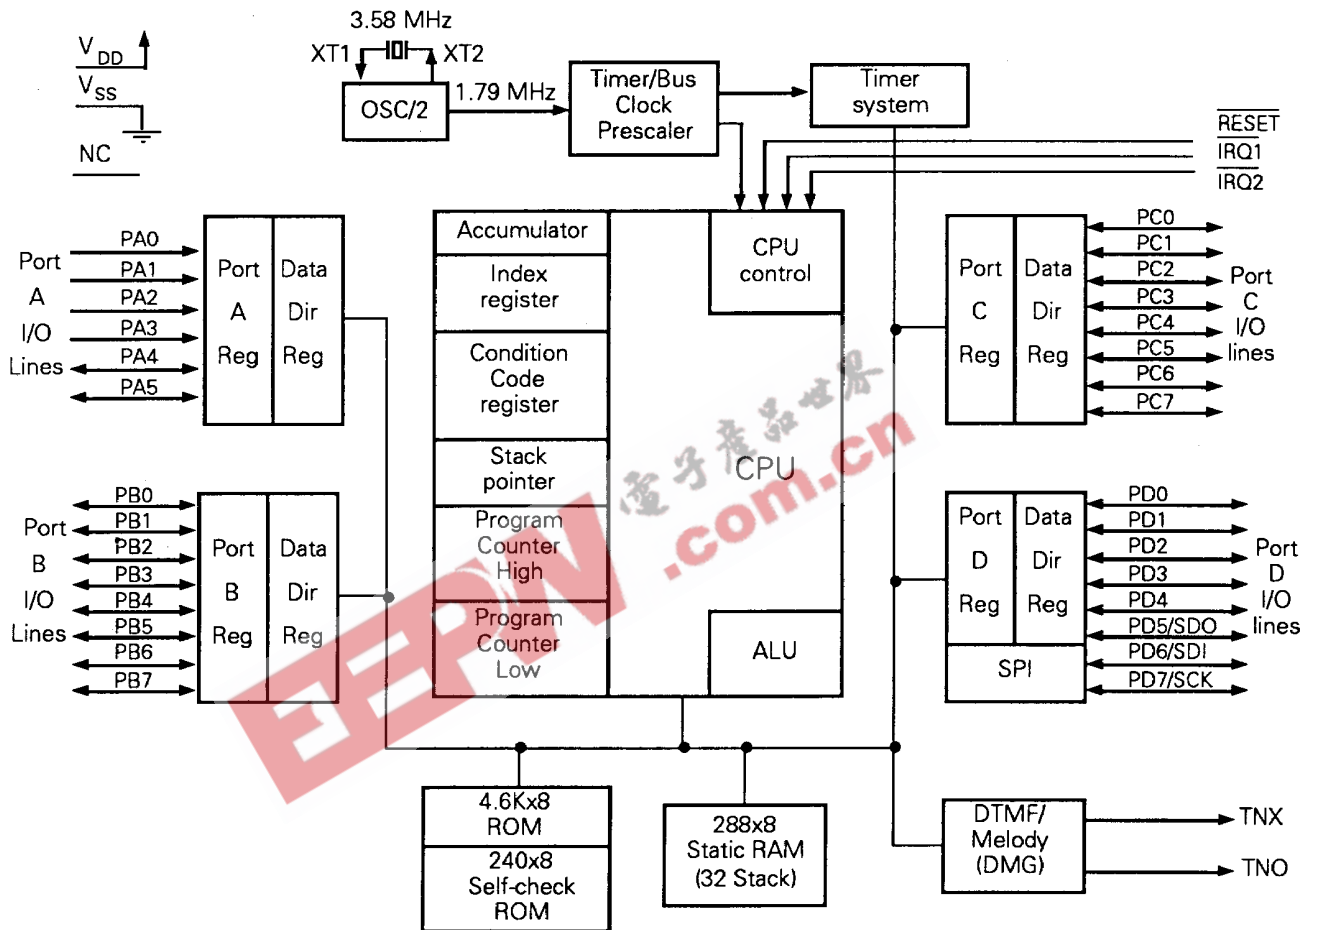 3.58 MHz
XT1
XT2
VDD
VSS
NC
OSC/2
1.79 MHz
Timer/Bus
Clock
Prescaler
Timer
system
RESET
IRQ1
IRQ2
Port
A
I/O
Lines
PA0
PA1
PA2
PA3
PA4
PA5
Port
A
Reg
Data
Dir
Reg
Accumulator
Index
register
Condition
Code
register
Stack
pointer
Program
Counter
High
Program
Counter
Low
CPU
control
CPU
ALU
Port
C
Reg
Data
Dir
Reg
PC0
PC1
PC2
PC3
PC4
PC5
PC6
PC7
Port
C
I/O
lines
Port
B
I/O
Lines
PB0
PB1
PB2
PB3
PB4
PB5
PB6
PB7
Port
B
Reg
Data
Dir
Reg
Port
D
Reg
Data
Dir
Reg
SPI
PD0
PD1
PD2
PD3
PD4
PD5/SDO
PD6/SDI
PD7/SCK
Port
D
I/O
lines
4.6Kx8
ROM
240x8
Self-check
ROM
288x8
Static RAM
(32 Stack)
DTMF/
Melody
(DMG)
TNX
TNO
EEPW
電子產品世界
.com.cn